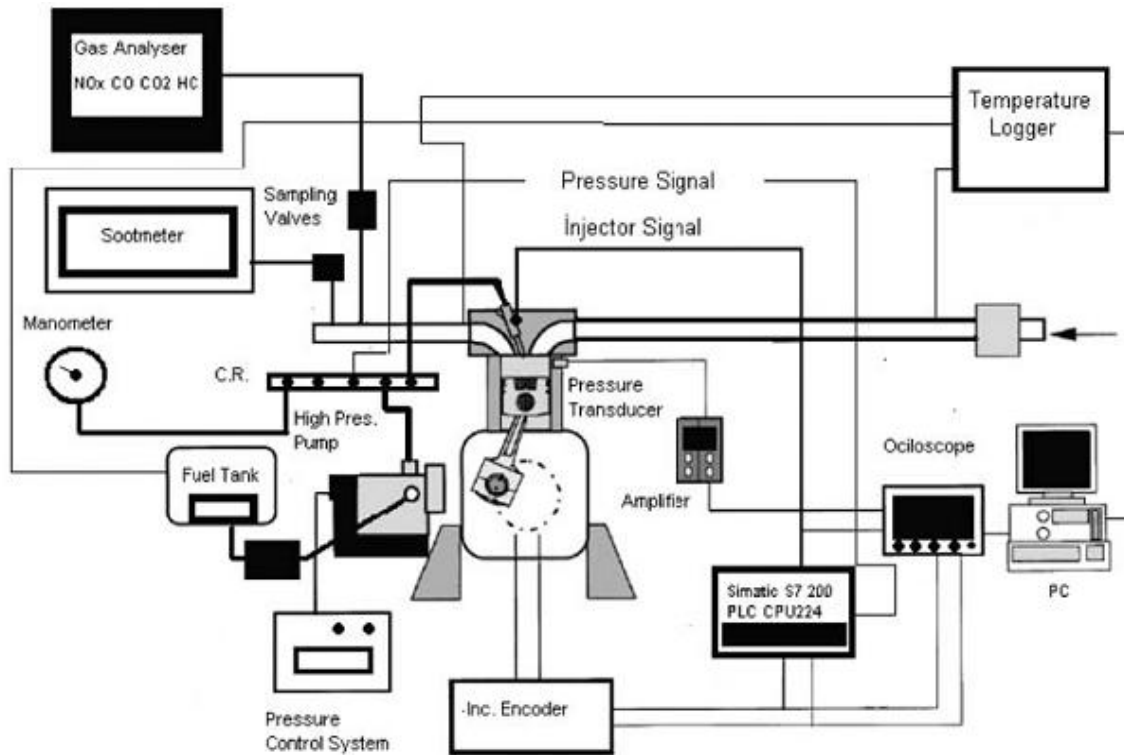 Gas Analyser
NOx CO CO2 HC
Temperature
Logger
Pressure Signal
Sampling
Valves
İnjector Signal
Sootmeter
Manometer
C.R.
Pressure
Transducer
High Pres.
Pump
Ociloscope
Fuel Tank
Amplifier
Simatic S7 200
PLC CPU224
PC
Inc. Encoder
Pressure
Control System